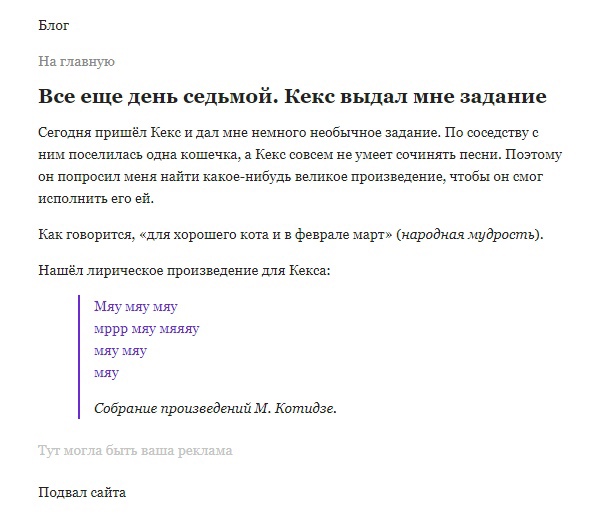 Блог
На главную
Все еще день седьмой. Кекс выдал мне задание
Сегодня пришёл Кекс и дал мне немного необычное задание. По соседству с
ним поселилась одна кошечка, а Кекс совсем не умеет сочинять песни. Поэтому
он попросил меня найти какое-нибудь великое произведение, чтобы он смог
исполнить его ей.
Как говорится, «для хорошего кота и в феврале март» (народная мудрость).
Нашёл лирическое произведение для Кекса:
Мяу мяу мяу
мррр мяу мяяяу
мяу мяу
мяу
Собрание произведений М. Котидзе.
Тут могла быть ваша реклама
Подвал сайта